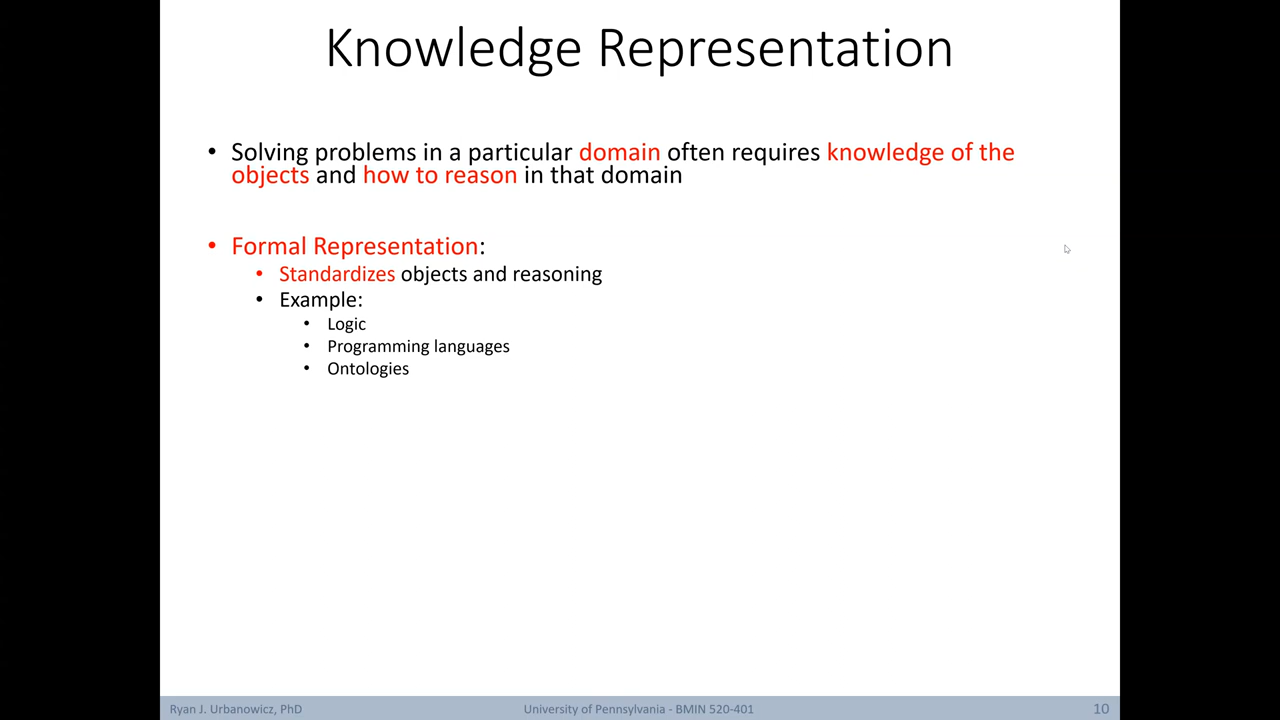 Knowledge Representation
• Solving problems in a particular domain often requires knowledge of the
objects and how to reason in that domain
• Formal Representation:
• Standardizes objects and reasoning
• Example:
• Logic
• Programming languages
• Ontologies
Ryan J. Urbanowicz, PhD
University of Pennsylvania - BMIN 520-401
10